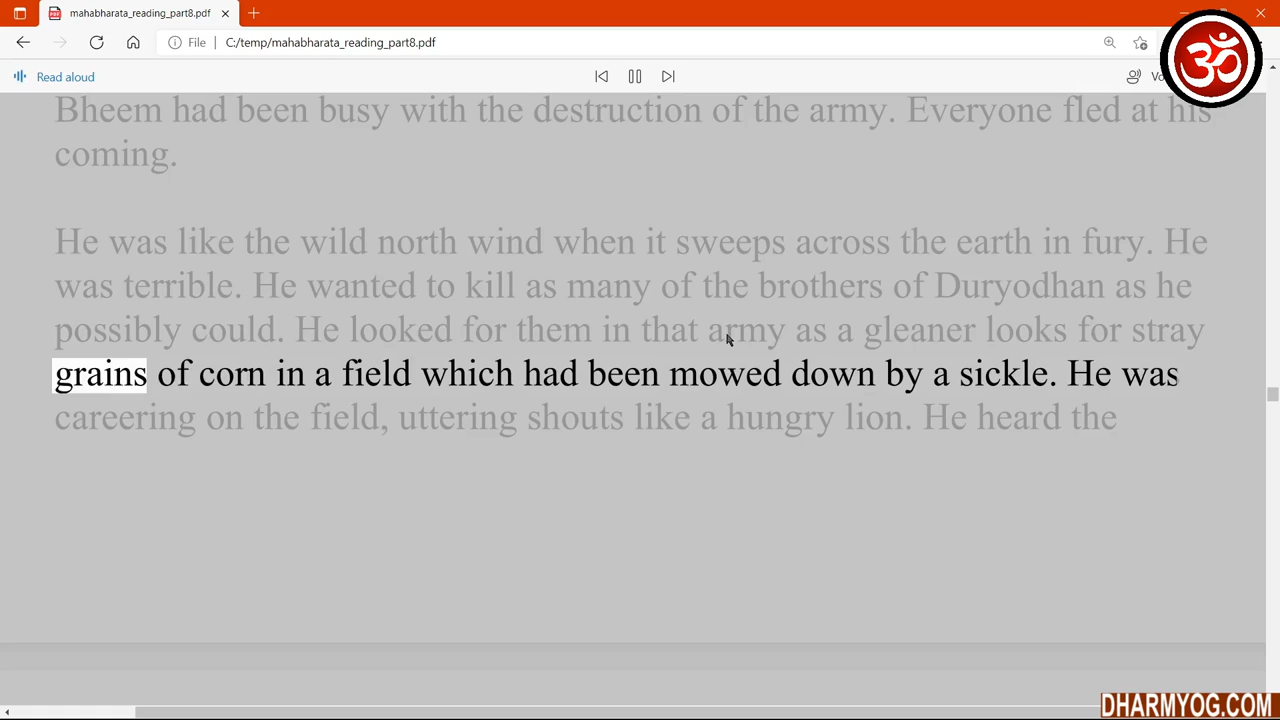 mahabharata_reading_part8.pdf
File C:/temp/mahabharata_reading_part8.pdf
Read aloud
Bheem had been busy with the destruction of the army. Everyone fled at his
coming.
He was like the wild north wind when it sweeps across the earth in fury. He
was terrible. He wanted to kill as many of the brothers of Duryodhan as he
possibly could. He looked for them in that army as a gleaner looks for stray
grains of corn in a field which had been mowed down by a sickle. He was
careering on the field, uttering shouts like a hungry lion. He heard the
DHARMYOG.COM